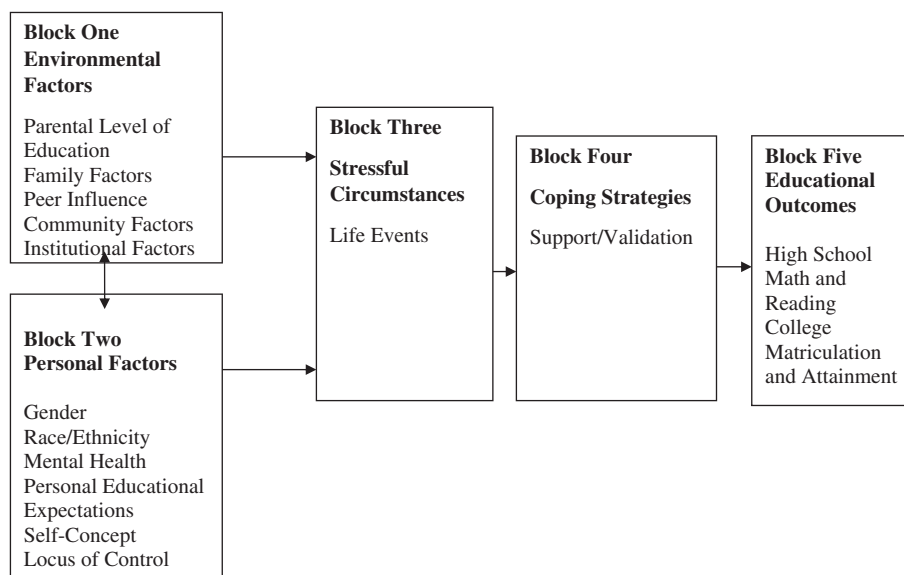 Block One
Environmental
Factors
Parental Level of
Education
Family Factors
Peer Influence
Community Factors
Institutional Factors
Block Two
Personal Factors
Gender
Race/Ethnicity
Mental Health
Personal Educational
Expectations
Self-Concept
Locus of Control
Block Three
Stressful
Circumstances
Life Events
Block Four
Coping Strategies
Support/Validation
Block Five
Educational
Outcomes
High School
Math and
Reading
College
Matriculation
and Attainment